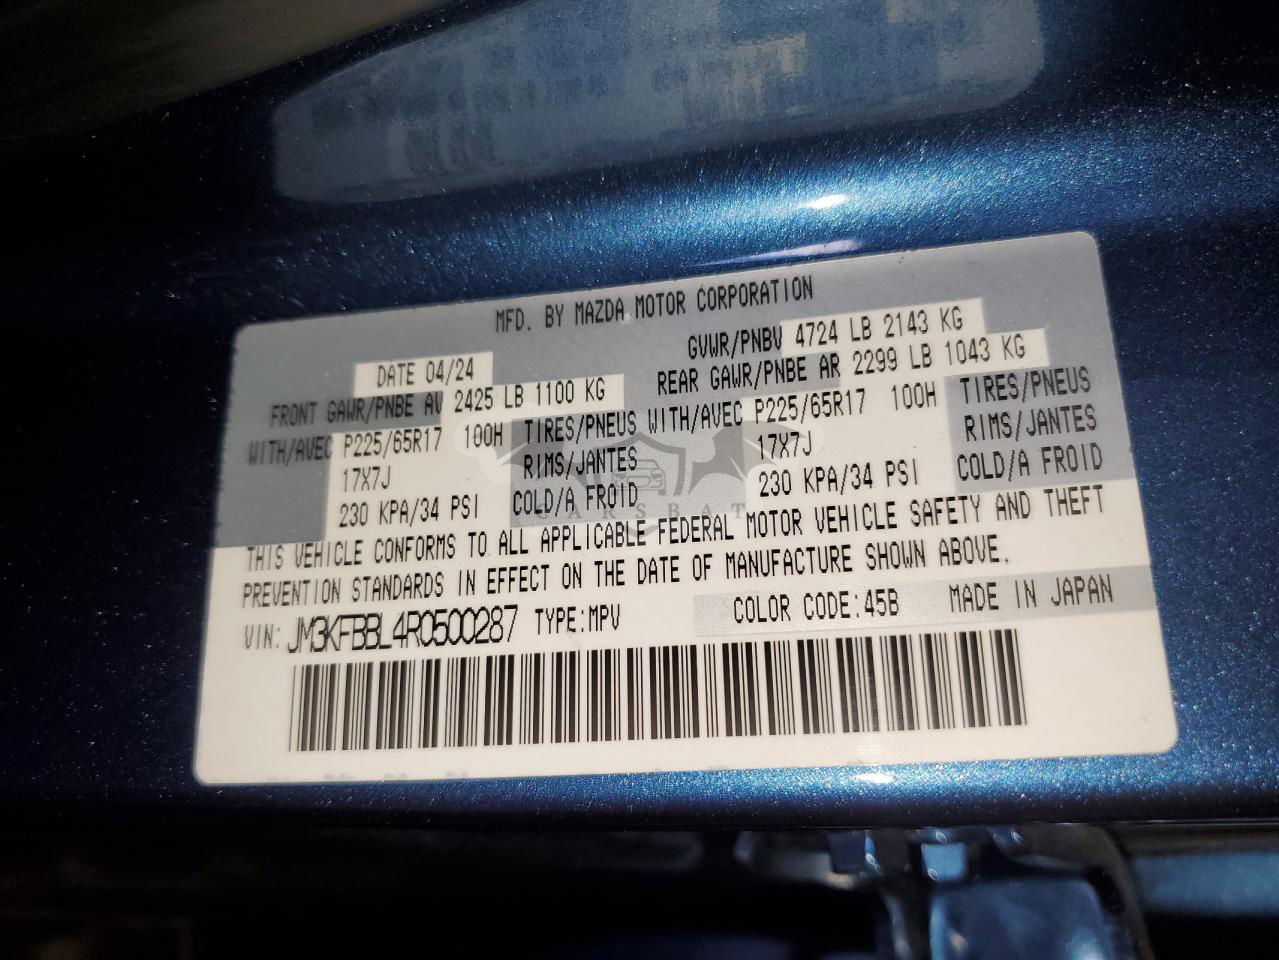 MFD. BY MAZDA MOTOR CORPORATION
DATE 04/24 GVWR/PNBV 4724 LB 2143 KG
FRONT GAWR/PNBE AV 2425 LB 1100 KG REAR GAWR/PNBE AR 2299 LB 1043 KG
WITH/AVEC P225/65R17 100H TIRES/PNEUS WITH/AVEC P225/65R17 100H TIRES/PNEUS
17X7J RIMS/JANTES 17X7J RIMS/JANTES
230 KPA/34 PSI COLD/A FROID 230 KPA/34 PSI COLD/A FROID
CARSBAT
THIS VEHICLE CONFORMS TO ALL APPLICABLE FEDERAL MOTOR VEHICLE SAFETY AND THEFT
PREVENTION STANDARDS IN EFFECT ON THE DATE OF MANUFACTURE SHOWN ABOVE.
VIN: JM3KFBBL4R0500287 TYPE:MPV COLOR CODE:45B MADE IN JAPAN